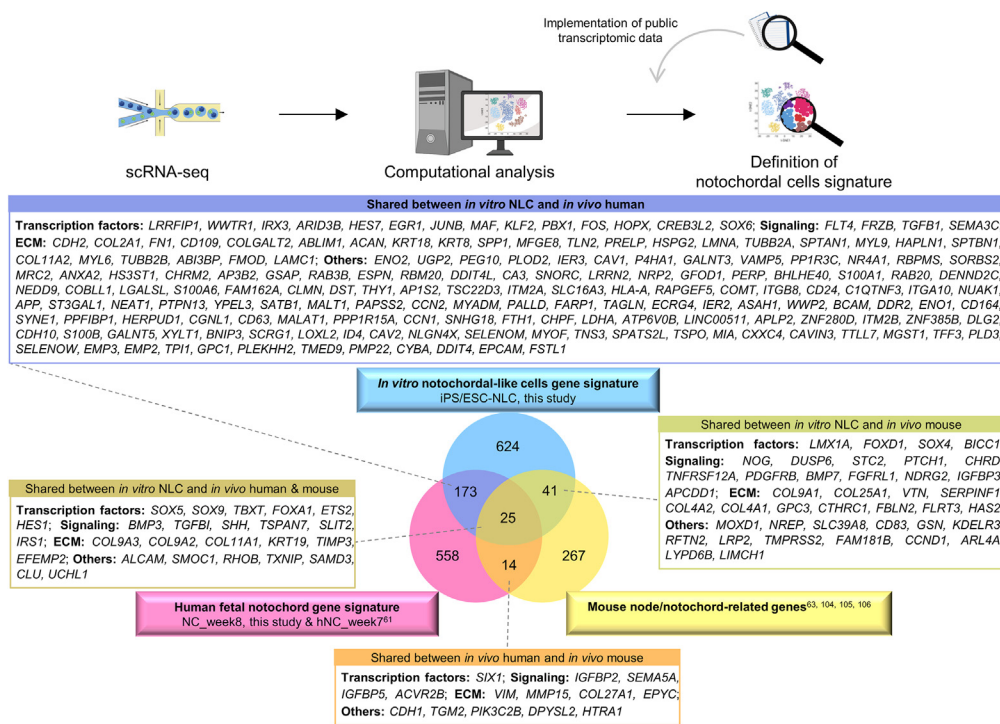 Implementation of public
transcriptomic data
scRNA-seq
Computational analysis
Definition of
notochordal cells signature
Shared between in vitro NLC and in vivo human
Transcription factors: LRRFIP1, WWTR1, IRX3, ARID3B, HES7, EGR1, JUNB, MAF, KLF2, PBX1, FOS, HOPX, CREB3L2, SOX6; Signaling: FLT4, FRZB, TGFB1, SEMA3C
ECM: CDH2, COL2A1, FN1, CD109, COLGALT2, ABLIM1, ACAN, KRT18, KRT8, SPP1, MFGE8, TLN2, PRELP, HSPG2, LMNA, TUBB2A, SPTAN1, MYL9, HAPLN1, SPTBN1,
COL11A2, MYL6, TUBB2B, ABI3BP, FMOD, LAMC1; Others: ENO2, UGP2, PEG10, PLOD2, IER3, CAV1, P4HA1, GALNT3, VAMP5, PP1R3C, NR4A1, RBPMS, SORBS2,
MRC2, ANXA2, HS3ST1, CHRM2, AP3B2, GSAP, RAB3B, ESPN, RBM20, DDIT4L, CA3, SNORC, LRRN2, NRP2, GFOD1, PERP, BHLHE40, S100A1, RAB20, DENND2C,
NEDD9, COBLL1, LGALSL, S100A6, FAM162A, CLMN, DST, THY1, AP1S2, TSC22D3, ITM2A, SLC16A3, HLA-A, RAPGEF5, COMT, ITGB8, CD24, C1QTNF3, ITGA10, NUAK1,
APP, ST3GAL1, NEAT1, PTPN13, YPEL3, SATB1, MALT1, PAPSS2, CCN2, MYADM, PALLD, FARP1, TAGLN, ECRG4, IER2, ASAH1, WWP2, BCAM, DDR2, ENO1, CD164,
SYNE1, PPFIBP1, HERPUD1, CGNL1, CD63, MALAT1, PPP1R15A, CCN1, SNHG18, FTH1, CHPF, LDHA, ATP6V0B, LINC00511, APLP2, ZNF280D, ITM2B, ZNF385B, DLG2,
CDH10, S100B, GALNT5, XYLT1, BNIP3, SCRG1, LOXL2, ID4, CAV2, NLGN4X, SELENOM, MYOF, TNS3, SPATS2L, TSPO, MIA, CXXC4, CAVIN3, TTLL7, MGST1, TFF3, PLD3,
SELENOW, EMP3, EMP2, TPI1, GPC1, PLEKHH2, TMED9, PMP22, CYBA, DDIT4, EPCAM, FSTL1
In vitro notochordal-like cells gene signature
iPS/ESC-NLC, this study
Shared between in vitro NLC and in vivo mouse
Transcription factors: LMX1A, FOXD1, SOX4, BICC1
Signaling: NOG, DUSP6, STC2, PTCH1, CHRD
TNFRSF12A, PDGFRB, BMP7, FGFRL1, NDRG2, IGFBP3
APCDD1; ECM: COL9A1, COL25A1, VTN, SERPINF1
COL4A2, COL4A1, GPC3, CTHRC1, FBLN2, FLRT3, HAS2
Others: MOXD1, NREP, SLC39A8, CD83, GSN, KDELR3
RFTN2, LRP2, TMPRSS2, FAM181B, CCND1, ARL4A
LYPD6B, LIMCH1
624
173
41
25
558
14
267
Shared between in vitro NLC and in vivo human & mouse
Transcription factors: SOX5, SOX9, TBXT, FOXA1, ETS2,
HES1; Signaling: BMP3, TGFBI, SHH, TSPAN7, SLIT2,
IRS1; ECM: COL9A3, COL9A2, COL11A1, KRT19, TIMP3,
EFEMP2; Others: ALCAM, SMOC1, RHOB, TXNIP, SAMD3,
CLU, UCHL1
Human fetal notochord gene signature
NC_week8, this study & hNC_week7⁶¹
Mouse node/notochord-related genes⁶³, ¹⁰⁴, ¹⁰⁵, ¹⁰⁶
Shared between in vivo human and in vivo mouse
Transcription factors: SIX1; Signaling: IGFBP2, SEMA5A,
IGFBP5, ACVR2B; ECM: VIM, MMP15, COL27A1, EPYC;
Others: CDH1, TGM2, PIK3C2B, DPYSL2, HTRA1